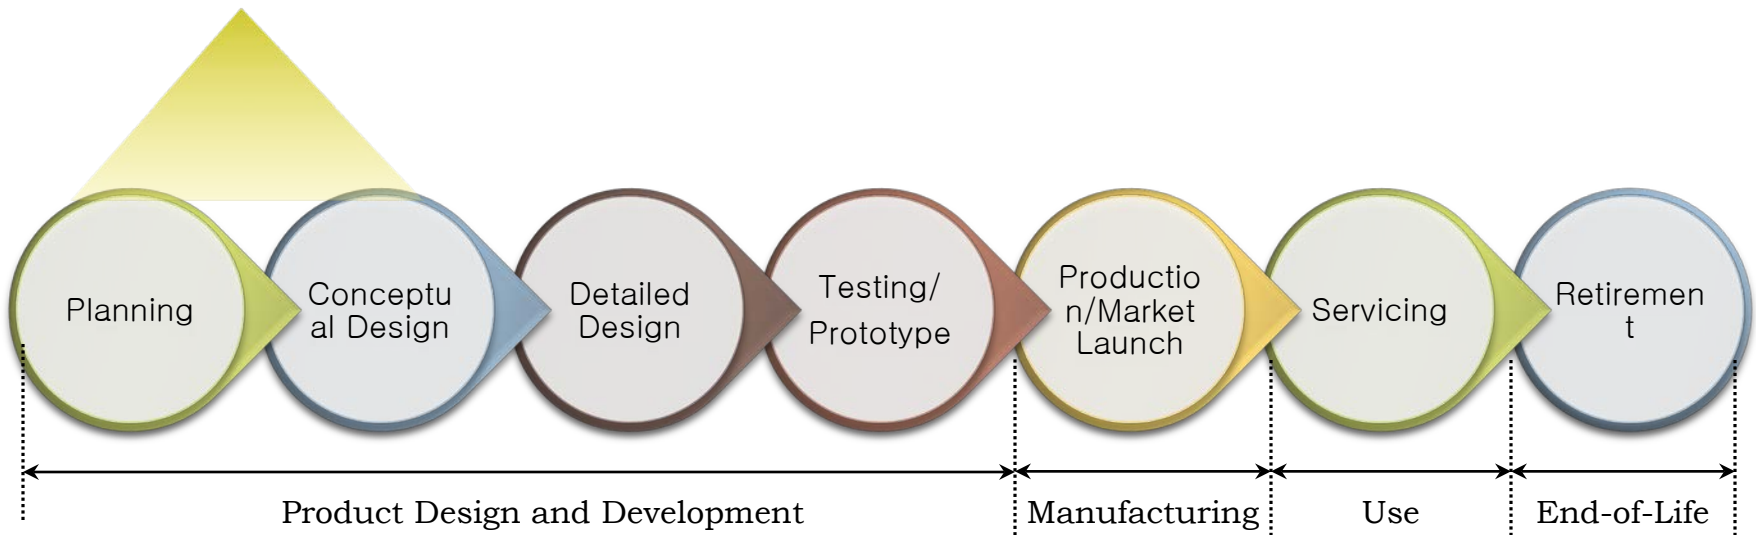 Planning
Conceptu
al Design
Detailed
Design
Testing/
Prototype
Productio
n/Market
Launch
Servicing
Retiremen
t
Product Design and Development
Manufacturing
Use
End-of-Life